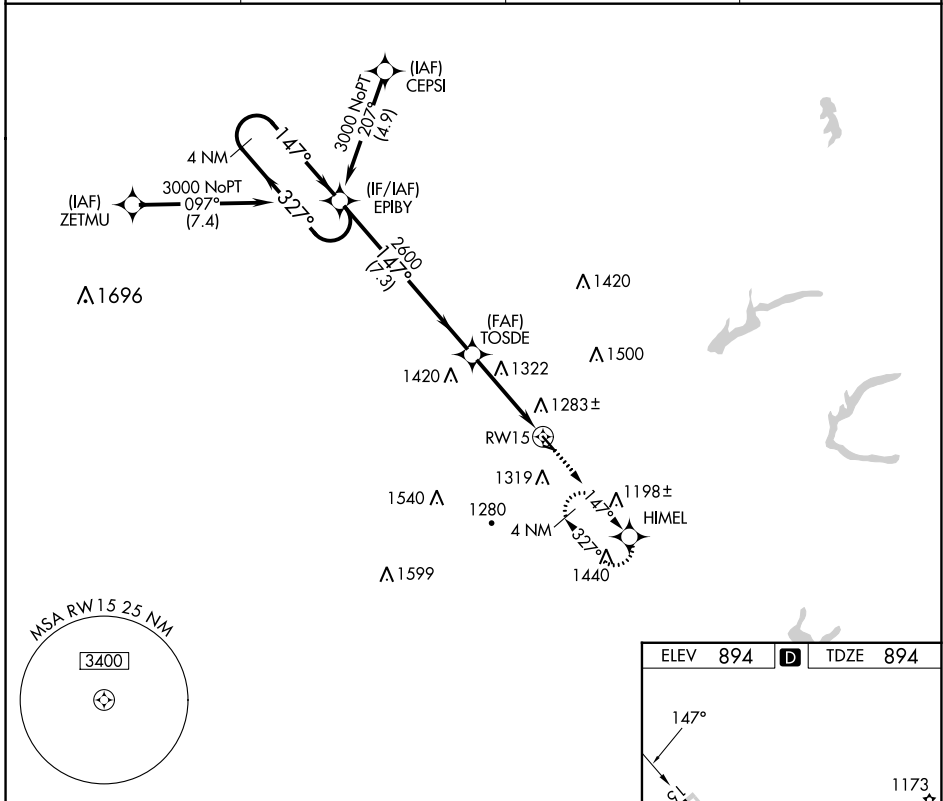 (IAF)
CEPSI
3000 NoPT
207°
(4.9)
4 NM
147°
327°
(IAF)
ZETMU
3000 NoPT
097°
(7.4)
(IF/IAF)
EPIBY
2600
147°
(7.3)
1696
1420
(FAF)
TOSDE
1500
1420
1322
1283±
RW15
1319
1540
1280
4 NM
147°
327°
1198±
HIMEL
1440
1599
MSA RW15 25 NM
3400
ELEV 894 D TDZE 894
147°
15
1173